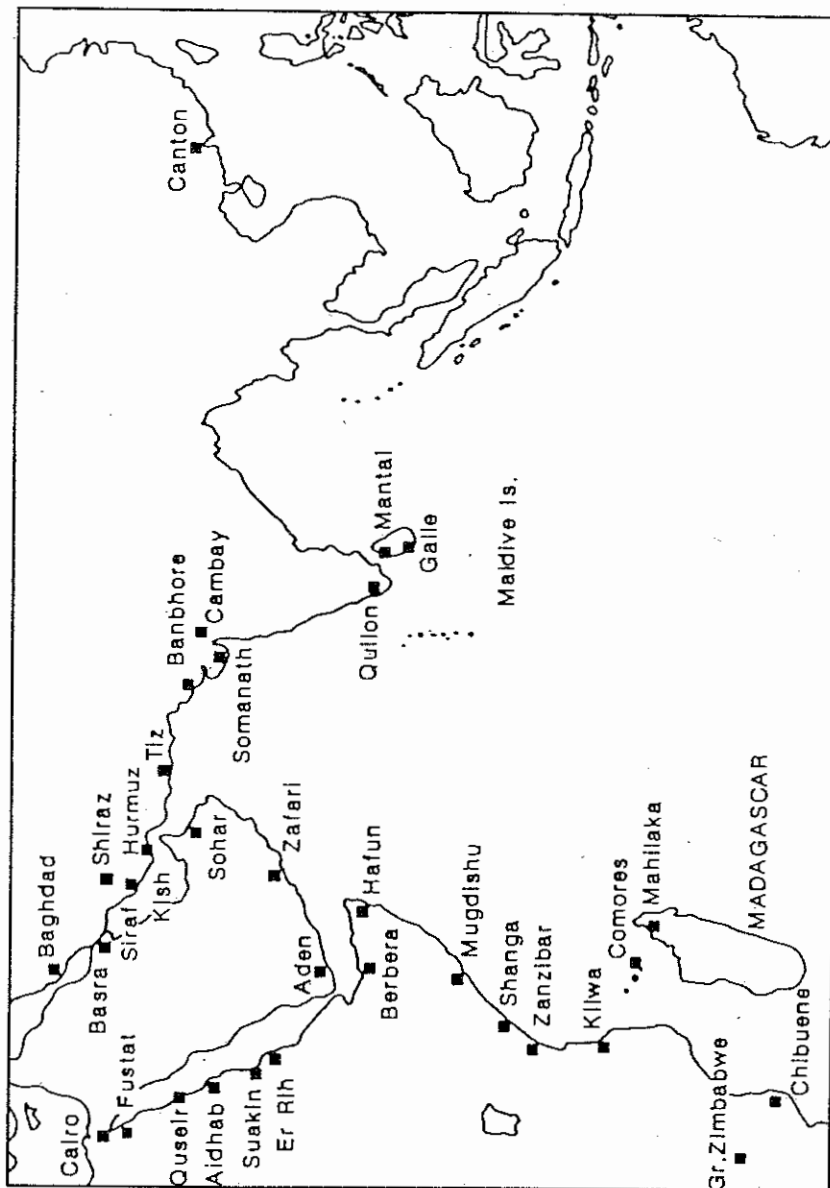 Canton
Baghdad
Shiraz
Hurmuz
Tiz
Banbhore
Cambay
Basra
Siraf
Kish
Sohar
Somanath
Cairo
Fustat
Quseir
Aidhab
Suakin
Er Rih
Aden
Zafari
Quilon
Mantai
Galle
Maldive Is.
Berbera
Hafun
Mugdishu
Shanga
Zanzibar
Kilwa
Comores
Mahilaka
MADAGASCAR
Gr.Zimbabwe
Chibuene